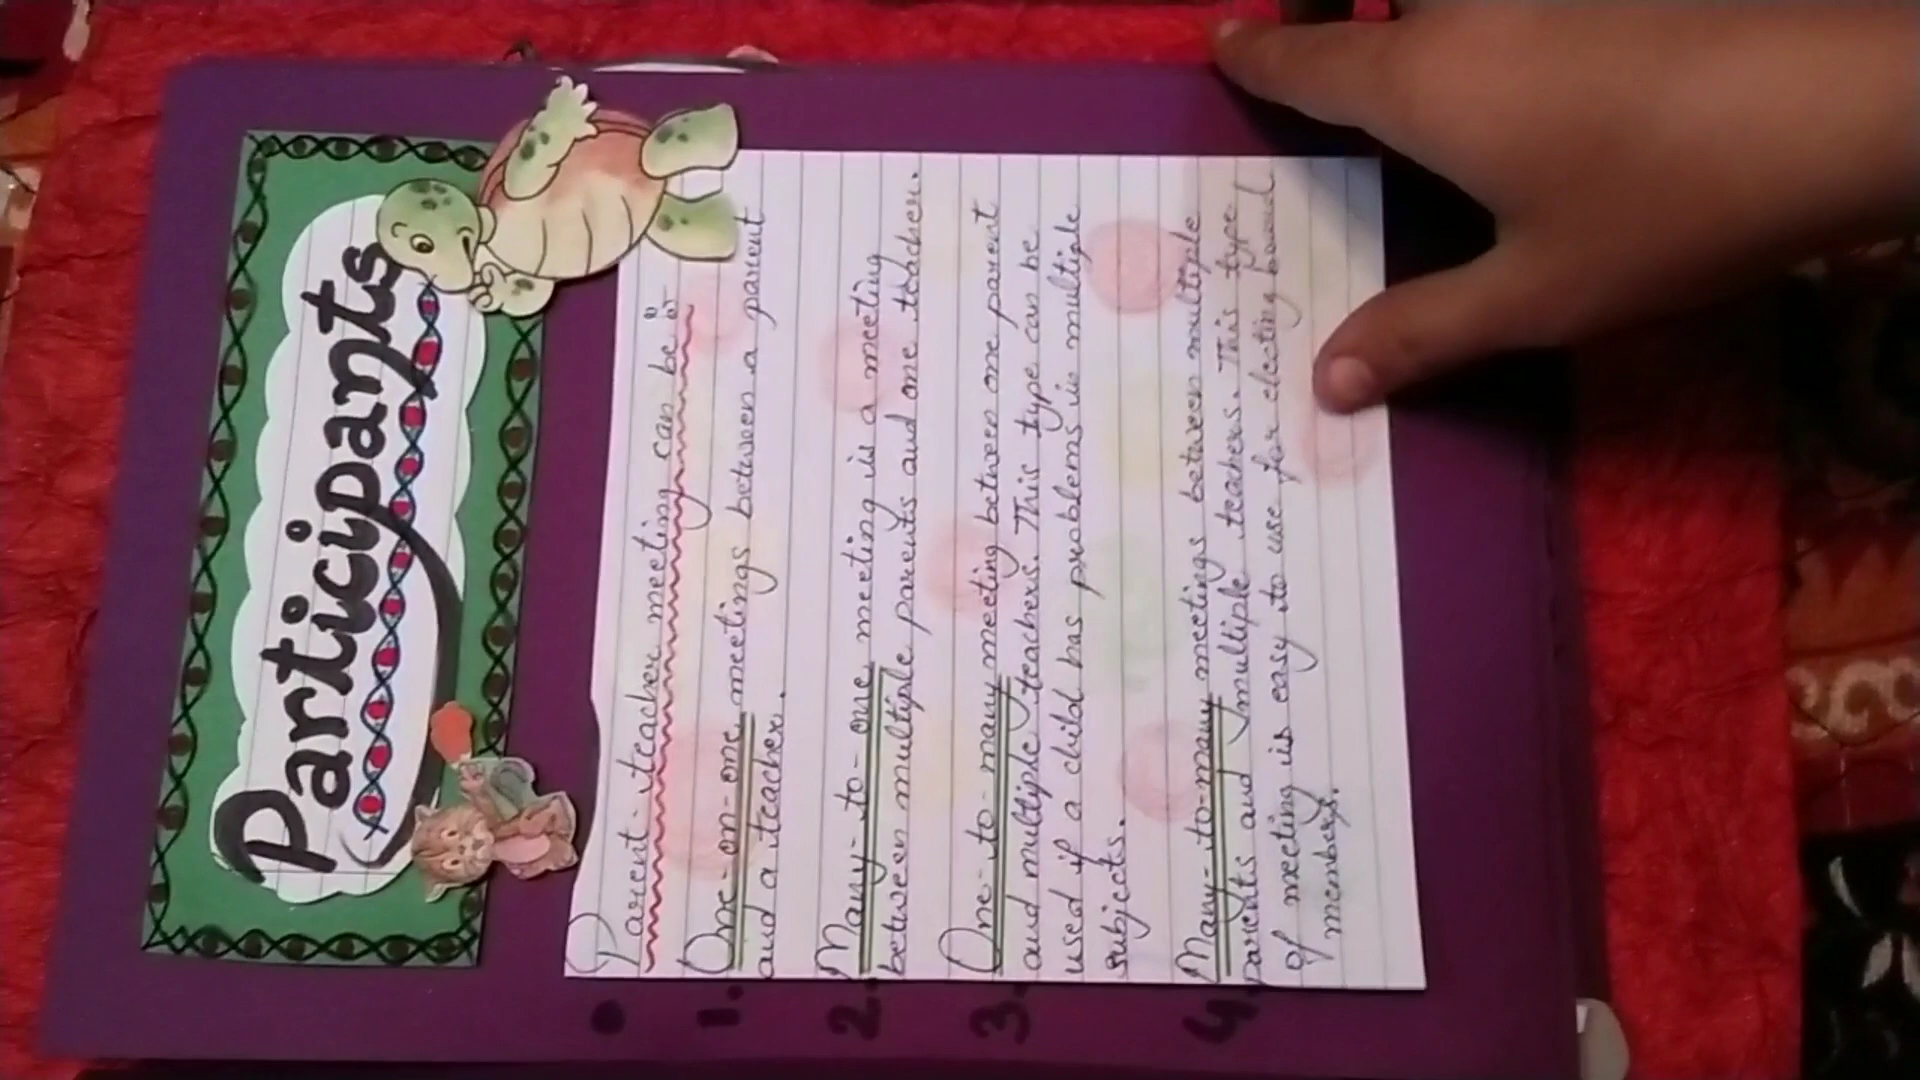 Participants
Parent-teacher meeting can be :-
1. One-on-one meetings between a parent
and a teacher.
2. Many-to-one meeting is a meeting
between multiple parents and one teacher.
3. One-to-many meeting between one parent
and multiple teachers. This type can be
used if a child has problems in multiple
subjects.
4. Many-to-many meetings between multiple
parents and multiple teachers. This type
of meeting is easy to use for electing board
members.